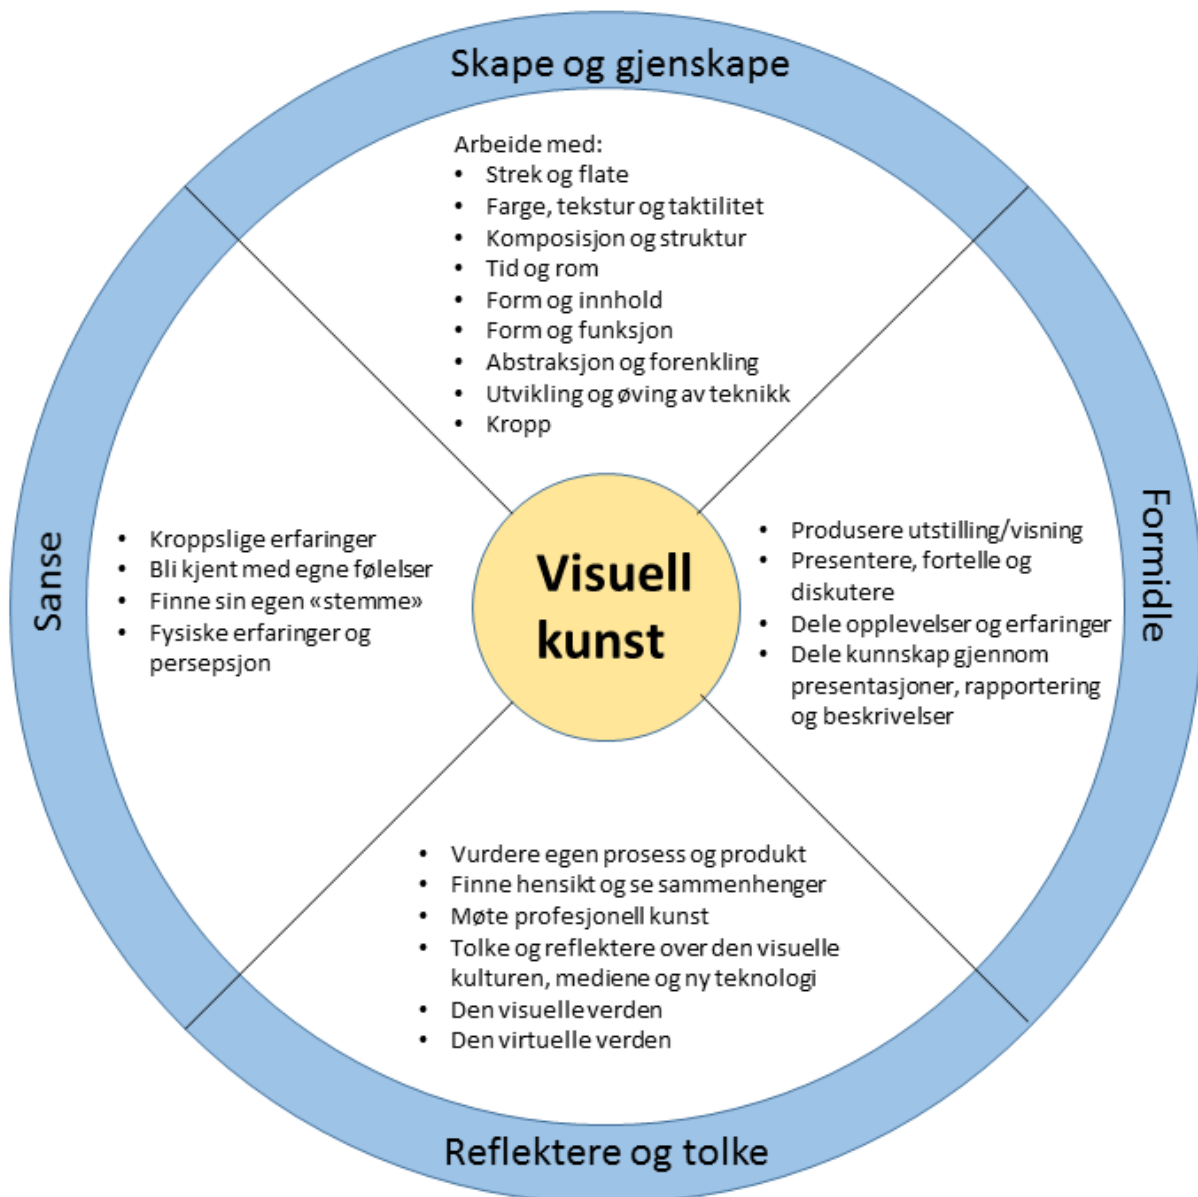 Skape og gjenskape
Arbeide med:
• Strek og flate
• Farge, tekstur og taktilitet
• Komposisjon og struktur
• Tid og rom
• Form og innhold
• Form og funksjon
• Abstraksjon og forenkling
• Utvikling og øving av teknikk
• Kropp
Sanse
• Kroppslige erfaringer
• Bli kjent med egne følelser
• Finne sin egen «stemme»
• Fysiske erfaringer og
persepsjon
Visuell
kunst
• Produsere utstilling/visning
• Presentere, fortelle og
diskutere
• Dele opplevelser og erfaringer
• Dele kunnskap gjennom
presentasjoner, rapportering
og beskrivelser
Formidle
• Vurdere egen prosess og produkt
• Finne hensikt og se sammenhenger
• Møte profesjonell kunst
• Tolke og reflektere over den visuelle
kulturen, mediene og ny teknologi
• Den visuelle verden
• Den virtuelle verden
Reflektere og tolke